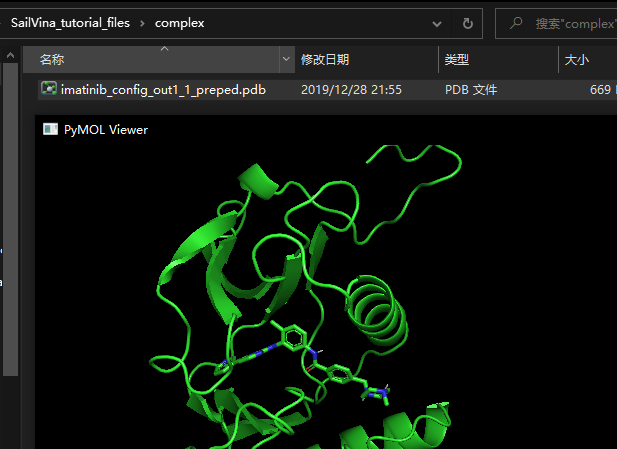 SailVina_tutorial_files > complex
搜索"complex"
名称 修改日期 类型 大小
imatinib_config_out1_1_preped.pdb 2019/12/28 21:55 PDB 文件 669
PyMOL Viewer